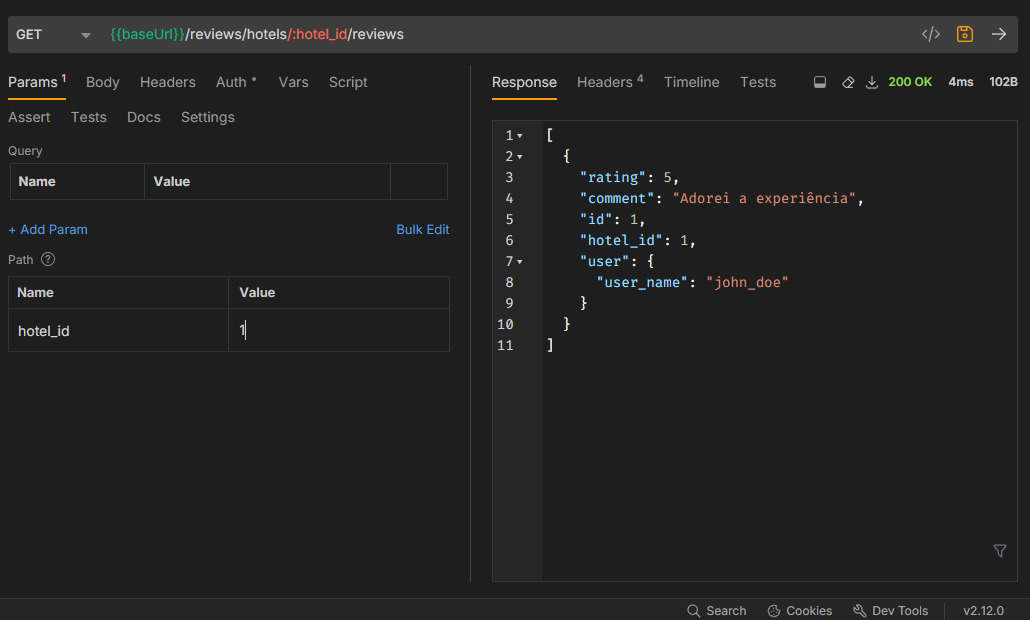 GET {{baseUrl}}/reviews/hotels/:hotel_id/reviews </>
Params 1 Body Headers Auth Vars Script
Assert Tests Docs Settings
Query
Name Value
+ Add Param Bulk Edit
Path ?
Name Value
hotel_id 1
Response Headers 4 Timeline Tests 200 OK 4ms 102B
1 [
2 {
3 "rating": 5,
4 "comment": "Adorei a experiência",
5 "id": 1,
6 "hotel_id": 1,
7 "user": {
8 "user_name": "john_doe"
9 }
10 }
11 ]
Search Cookies Dev Tools v2.12.0